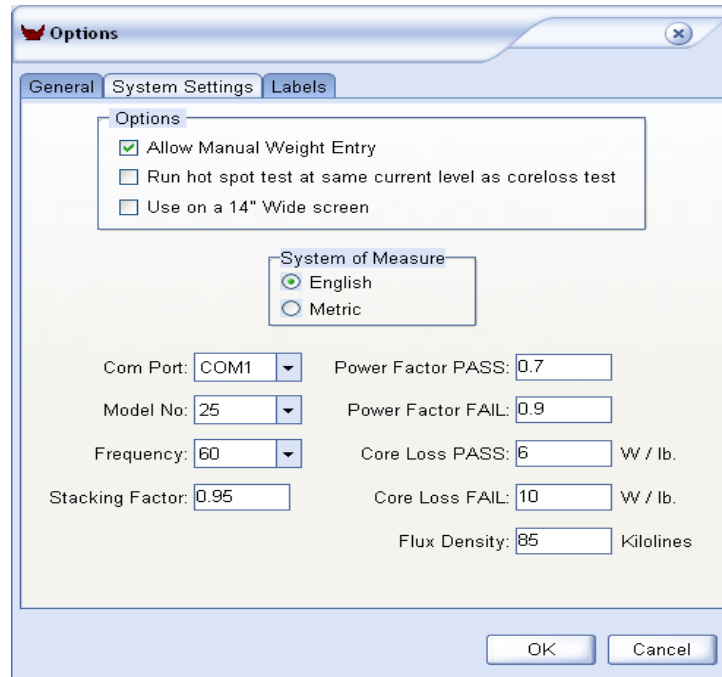 Options
General System Settings Labels
Options
Allow Manual Weight Entry
Run hot spot test at same current level as coreloss test
Use on a 14" Wide screen
System of Measure
English
Metric
Com Port: COM1
Power Factor PASS: 0.7
Model No: 25
Power Factor FAIL: 0.9
Frequency: 60
Core Loss PASS: 6 W / lb.
Stacking Factor: 0.95
Core Loss FAIL: 10 W / lb.
Flux Density: 85 Kilolines
OK Cancel